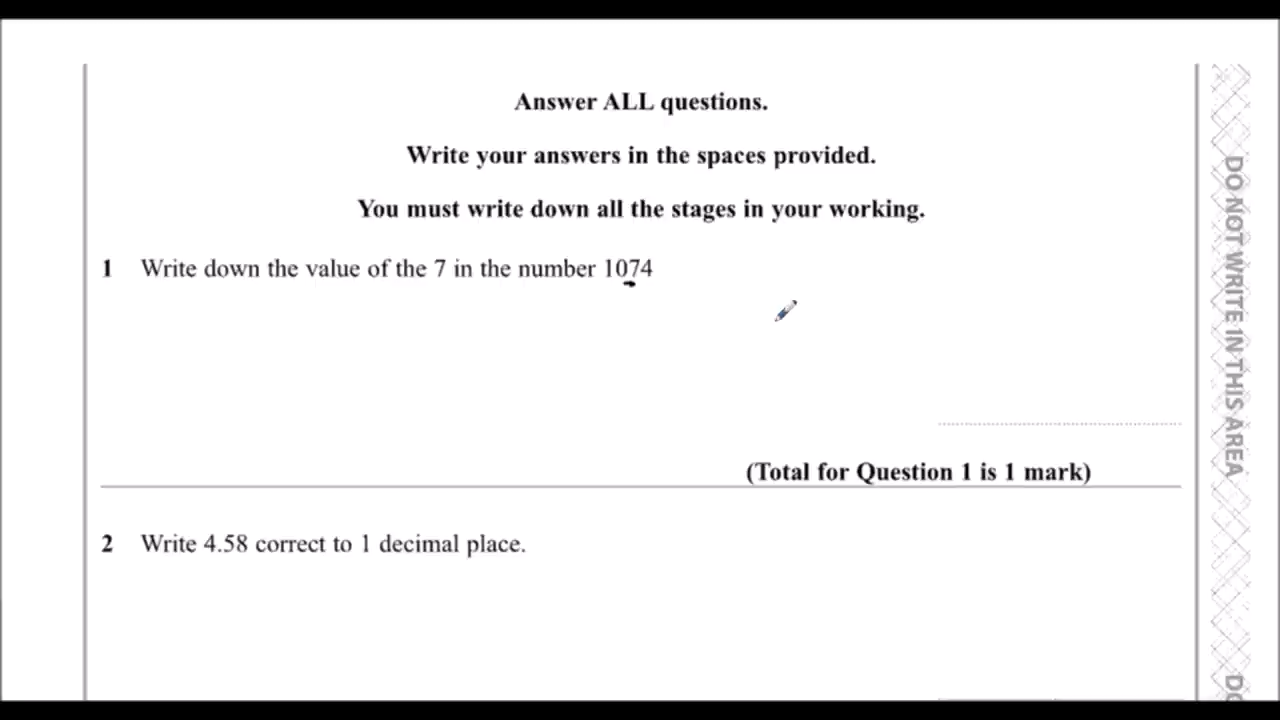 Answer ALL questions.
Write your answers in the spaces provided.
You must write down all the stages in your working.
1 Write down the value of the 7 in the number 1074
(Total for Question 1 is 1 mark)
2 Write 4.58 correct to 1 decimal place.
DO NOT WRITE IN THIS AREA
DO